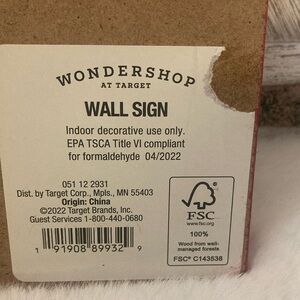 WONDERSHOP
AT TARGET
WALL SIGN
Indoor decorative use only.
EPA TSCA Title VI compliant
for formaldehyde 04/2022
051 12 2931
Dist. by Target Corp., Mpls., MN 55403
Origin: China
©2022 Target Brands, Inc.
Guest Services 1-800-440-0680
1 91908 89932 9
FSC
www.fsc.org
100%
Wood from well-
managed forests
FSC® C143536